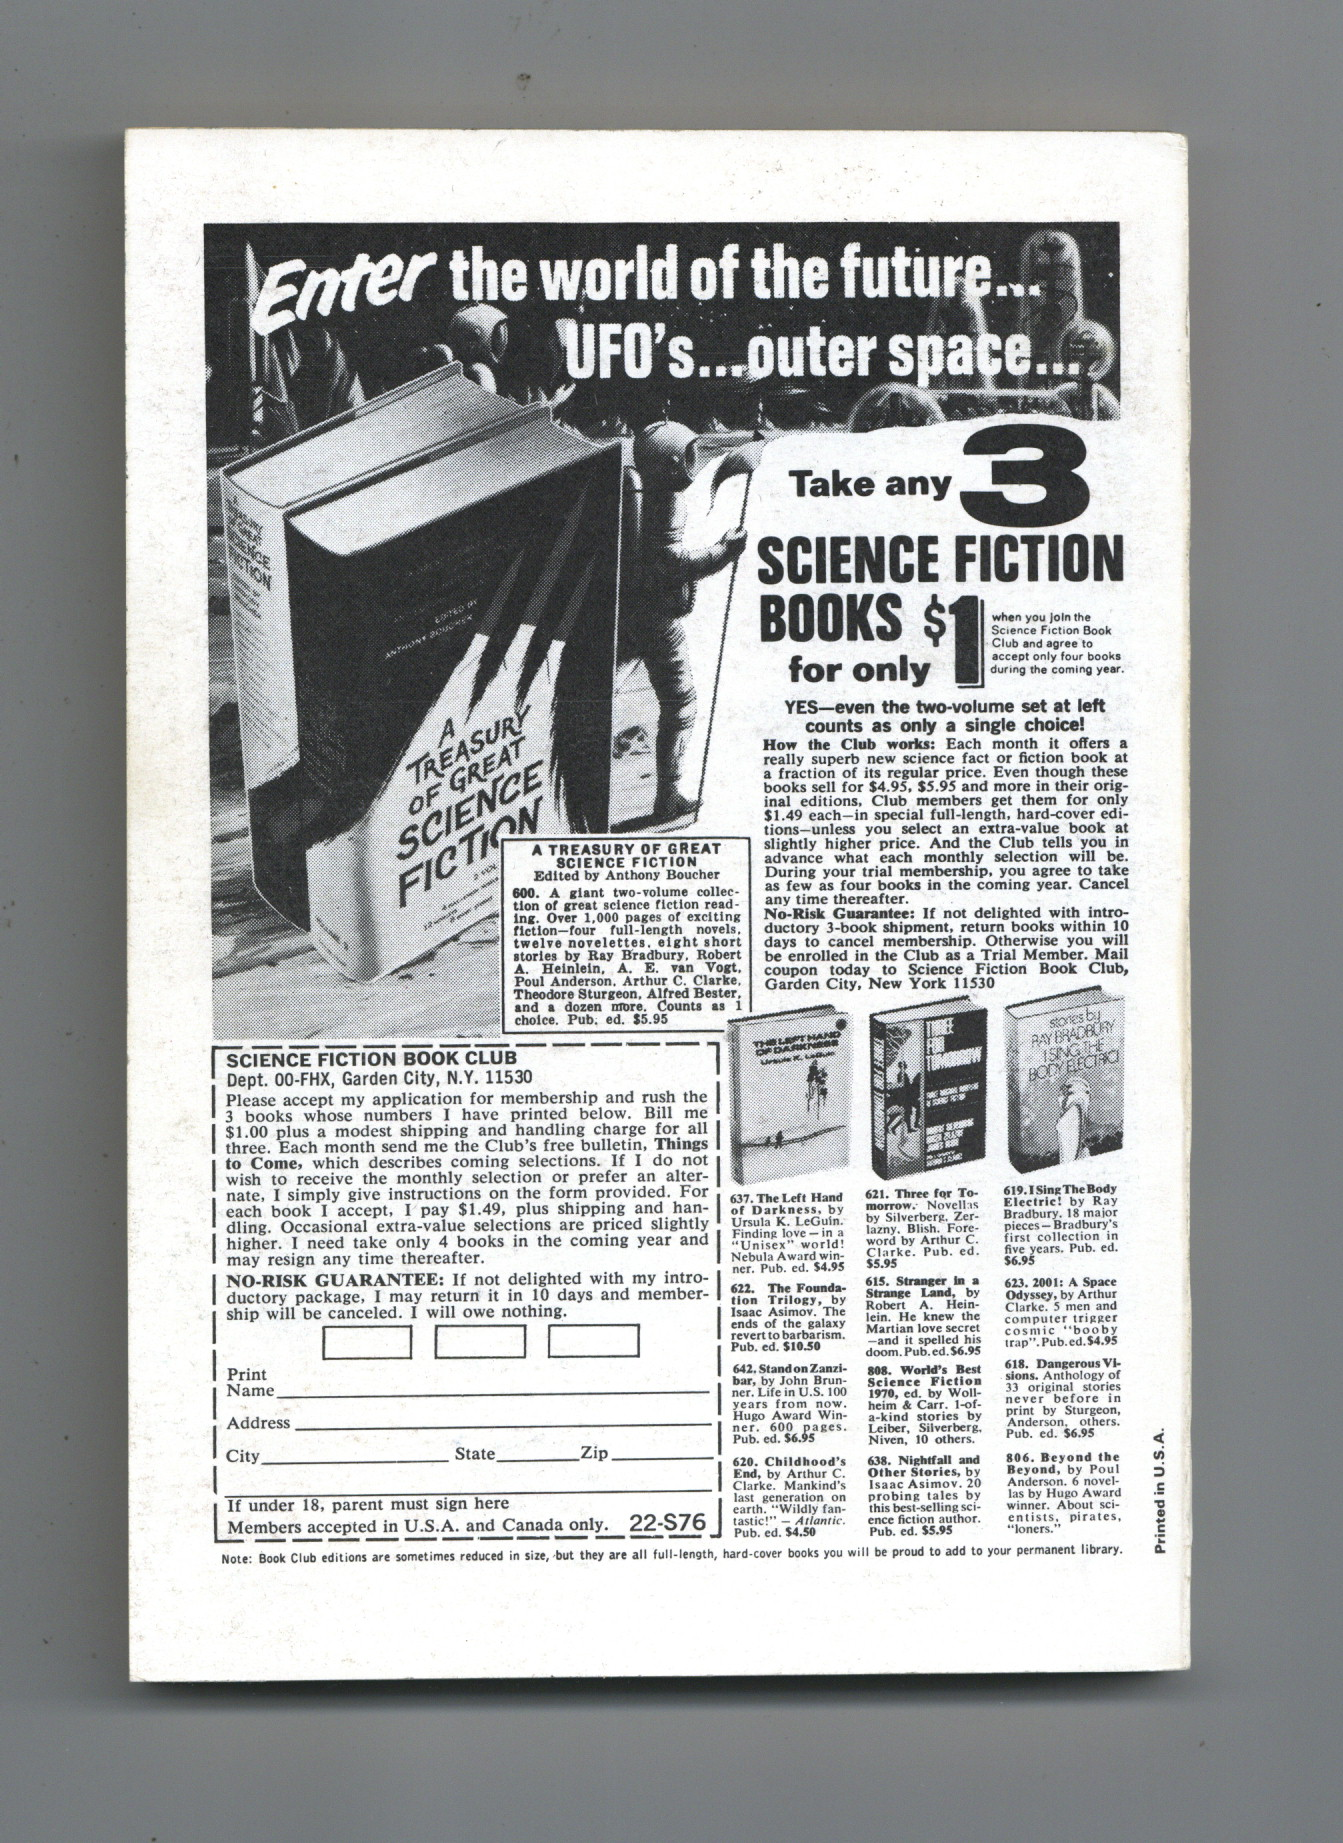 Enter the world of the future...
UFO's...outer space...
Take any 3
SCIENCE FICTION
BOOKS $1
for only
when you join the
Science Fiction Book
Club and agree to
accept only four books
during the coming year.
YES—even the two-volume set at left
counts as only a single choice!
How the Club works: Each month it offers a
really superb new science fact or fiction book at
a fraction of its regular price. Even though these
books sell for $4.95, $5.95 and more in their orig-
inal editions, Club members get them for only
$1.49 each—in special full-length, hard-cover edi-
tions—unless you select an extra-value book at
slightly higher price. And the Club tells you in
advance what each monthly selection will be.
During your trial membership, you agree to take
as few as four books in the coming year. Cancel
any time thereafter.
No-Risk Guarantee: If not delighted with intro-
ductory 3-book shipment, return books within 10
days to cancel membership. Otherwise you will
be enrolled in the Club as a Trial Member. Mail
coupon today to Science Fiction Book Club,
Garden City, New York 11530
A TREASURY OF GREAT SCIENCE FICTION
EDITED BY
ANTHONY BOUCHER
A
TREASURY
OF GREAT
SCIENCE
FICTION
A TREASURY OF GREAT
SCIENCE FICTION
Edited by Anthony Boucher
600. A giant two-volume collec-
tion of great science fiction read-
ing. Over 1,000 pages of exciting
fiction—four full-length novels,
twelve novelettes, eight short
stories by Ray Bradbury, Robert
A. Heinlein, A. E. van Vogt,
Poul Anderson, Arthur C. Clarke,
Theodore Sturgeon, Alfred Bester,
and a dozen more. Counts as 1
choice. Pub. ed. $5.95
SCIENCE FICTION BOOK CLUB
Dept. 00-FHX, Garden City, N.Y. 11530
Please accept my application for membership and rush the
3 books whose numbers I have printed below. Bill me
$1.00 plus a modest shipping and handling charge for all
three. Each month send me the Club's free bulletin, Things
to Come, which describes coming selections. If I do not
wish to receive the monthly selection or prefer an alter-
nate, I simply give instructions on the form provided. For
each book I accept, I pay $1.49, plus shipping and han-
dling. Occasional extra-value selections are priced slightly
higher. I need take only 4 books in the coming year and
may resign any time thereafter.
NO-RISK GUARANTEE: If not delighted with my intro-
ductory package, I may return it in 10 days and member-
ship will be canceled. I will owe nothing.
Print
Name
Address
City State Zip
If under 18, parent must sign here
Members accepted in U.S.A. and Canada only. 22-S76
THE LEFT HAND
OF DARKNESS
Ursula K. LeGuin
THREE
FOR
TOMORROW
stories by
RAY BRADBURY
I SING THE
BODY ELECTRIC!
637. The Left Hand
of Darkness, by
Ursula K. LeGuin.
Finding love—in a
"Unisex" world!
Nebula Award win-
ner. Pub. ed. $4.95
621. Three for To-
morrow. Novellas
by Silverberg, Zer-
lazny, Blish. Fore-
word by Arthur C.
Clarke. Pub. ed.
$5.95
619. I Sing The Body
Electric! by Ray
Bradbury. 18 major
pieces—Bradbury's
first collection in
five years. Pub. ed.
$6.95
622. The Founda-
tion Trilogy, by
Isaac Asimov. The
ends of the galaxy
revert to barbarism.
Pub. ed. $10.50
615. Stranger in a
Strange Land, by
Robert A. Hein-
lein. He knew the
Martian love secret
—and it spelled his
doom. Pub. ed. $6.95
623. 2001: A Space
Odyssey, by Arthur
Clarke. 5 men and
computer trigger
cosmic "booby
trap". Pub. ed. $4.95
642. Stand on Zanzi-
bar, by John Brun-
ner. Life in U.S. 100
years from now.
Hugo Award Win-
ner. 600 pages.
Pub. ed. $6.95
808. World's Best
Science Fiction
1970, ed. by Woll-
heim & Carr. 1-of-
a-kind stories by
Leiber, Silverberg,
Niven, 10 others.
618. Dangerous Vi-
sions. Anthology of
33 original stories
never before in
print by Sturgeon,
Anderson, others.
Pub. ed. $6.95
620. Childhood's
End, by Arthur C.
Clarke. Mankind's
last generation on
earth. "Wildly fan-
tastic!" — Atlantic.
Pub. ed. $4.50
638. Nightfall and
Other Stories, by
Isaac Asimov. 20
probing tales by
this best-selling sci-
ence fiction author.
Pub. ed. $5.95
806. Beyond the
Beyond, by Poul
Anderson. 6 novel-
las by Hugo Award
winner. About sci-
entists, pirates,
"loners."
Note: Book Club editions are sometimes reduced in size, but they are all full-length, hard-cover books you will be proud to add to your permanent library.
Printed in U.S.A.